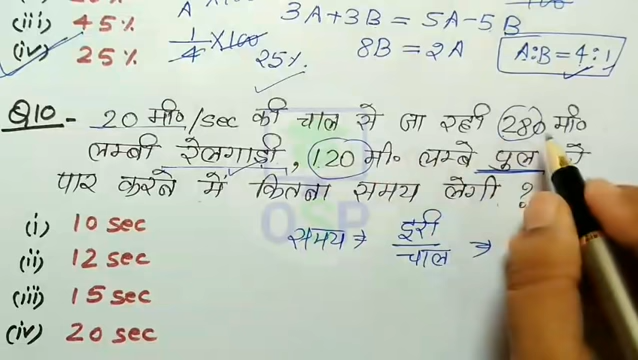 (iii) 45%
A
3A+3B = 5A-5B
(iv) 25%
1/4 X100
25%
8B = 2A
A:B = 4:1
Q10- 20 मी०/sec की चाल से जा रही 280 मी०
लम्बी रेलगाड़ी, 120 मी० लम्बे पुल
पार करने में कितना समय लेगी ?
(i) 10 sec
समय ⇒ दूरी/चाल ⇒
(ii) 12 sec
(iii) 15 sec
(iv) 20 sec